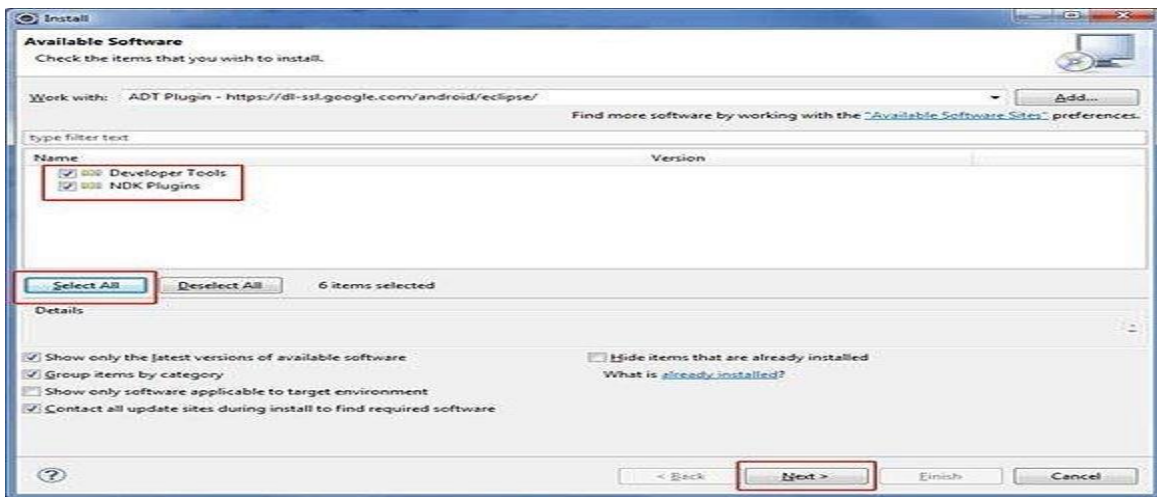 Install
Available Software
Check the items that you wish to install.
Work with: ADT Plugin - https://dl-ssl.google.com/android/eclipse/ Add...
Find more software by working with the "Available Software Sites" preferences.
type filter text
Name Version
Developer Tools
NDK Plugins
Select All Deselect All 6 items selected
Details
Show only the latest versions of available software Hide items that are already installed
Group items by category What is already installed?
Show only software applicable to target environment
Contact all update sites during install to find required software
? < Back Next > Finish Cancel